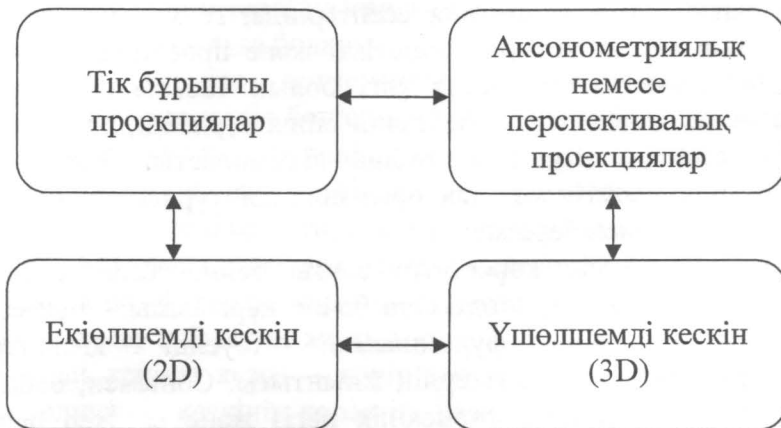 Тік бұрышты
проекциялар
Аксонометриялық
немесе
перспективалық
проекциялар
Екіөлшемді кескін
(2D)
Үшөлшемді кескін
(3D)